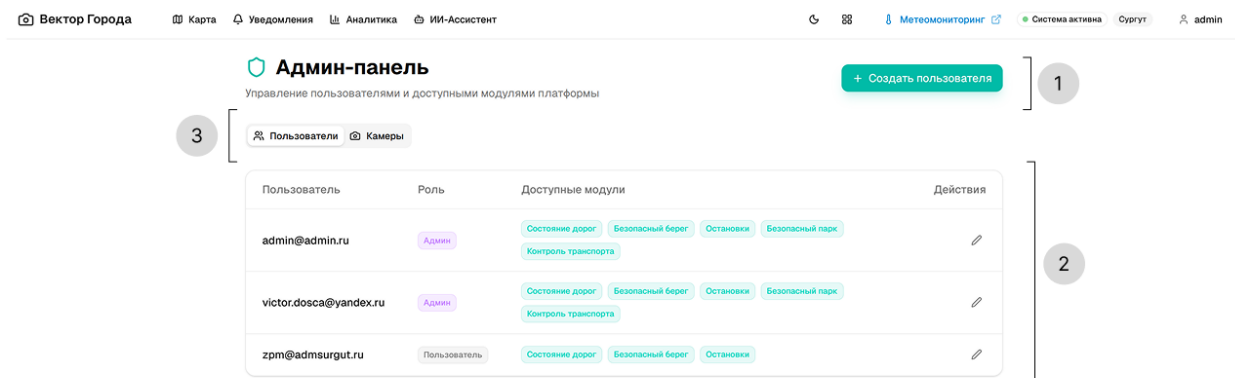 Вектор Города Карта Уведомления Аналитика ИИ-Ассистент Метеомониторинг Система активна Сургут admin
Админ-панель
+ Создать пользователя
1
Управление пользователями и доступными модулями платформы
3
Пользователи Камеры
Пользователь Роль Доступные модули Действия
Состояние дорог Безопасный берег Остановки Безопасный парк
admin@admin.ru Админ
Контроль транспорта
2
Состояние дорог Безопасный берег Остановки Безопасный парк
victor.dosca@yandex.ru Админ
Контроль транспорта
zpm@admsurgut.ru Пользователь Состояние дорог Безопасный берег Остановки